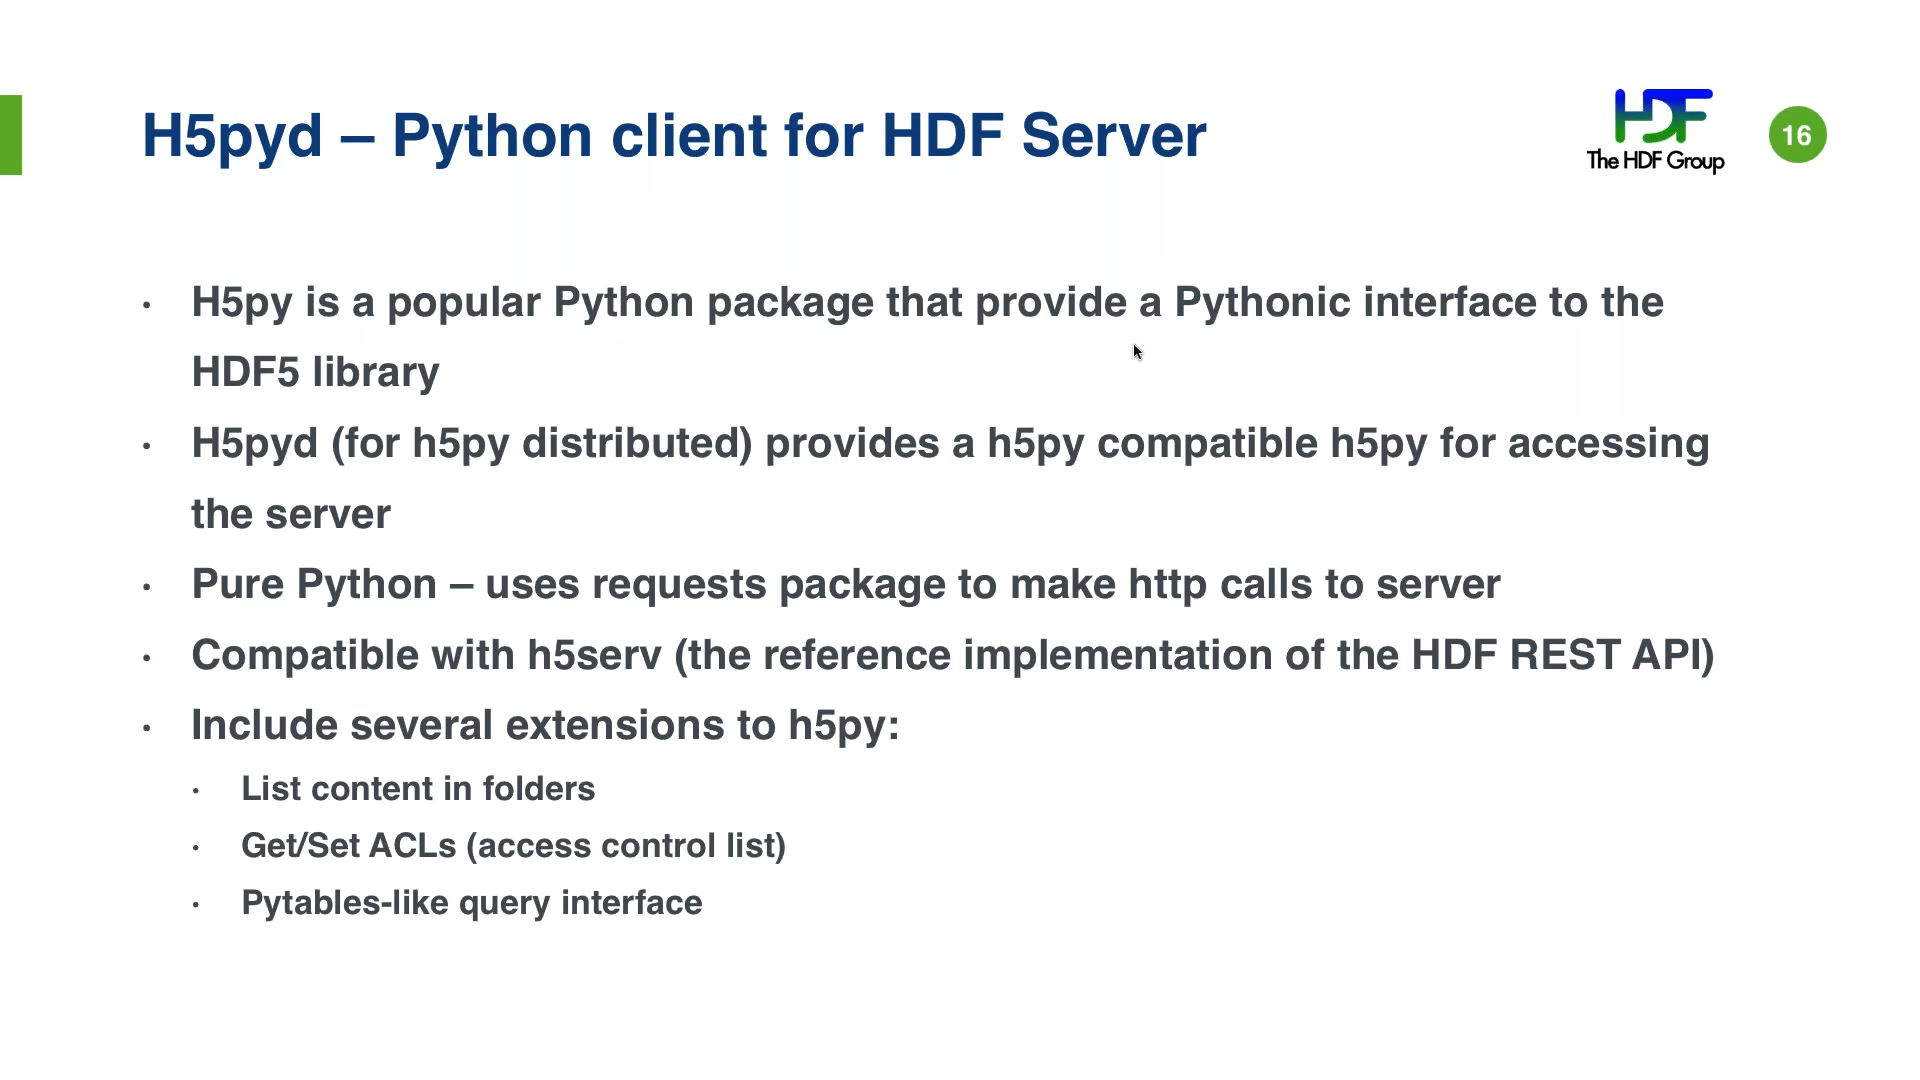 H5pyd – Python client for HDF Server
HDF
The HDF Group
16
• H5py is a popular Python package that provide a Pythonic interface to the
HDF5 library
• H5pyd (for h5py distributed) provides a h5py compatible h5py for accessing
the server
• Pure Python – uses requests package to make http calls to server
• Compatible with h5serv (the reference implementation of the HDF REST API)
• Include several extensions to h5py:
• List content in folders
• Get/Set ACLs (access control list)
• Pytables-like query interface